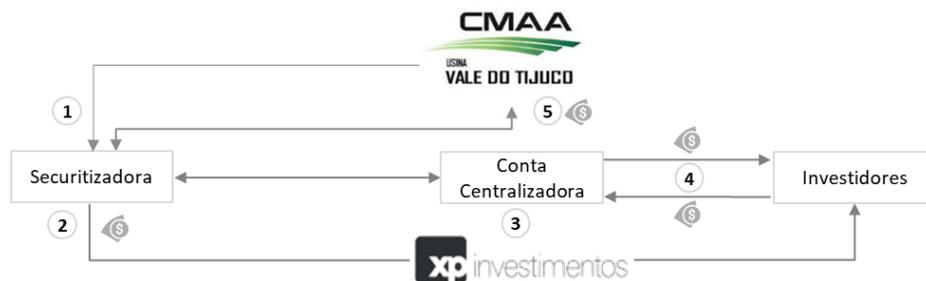 CMAA
USINA
VALE DO TIJUCO
1
5
$
Securitizadora
Conta
Centralizadora
$
4
$
Investidores
2
$
3
xp investimentos